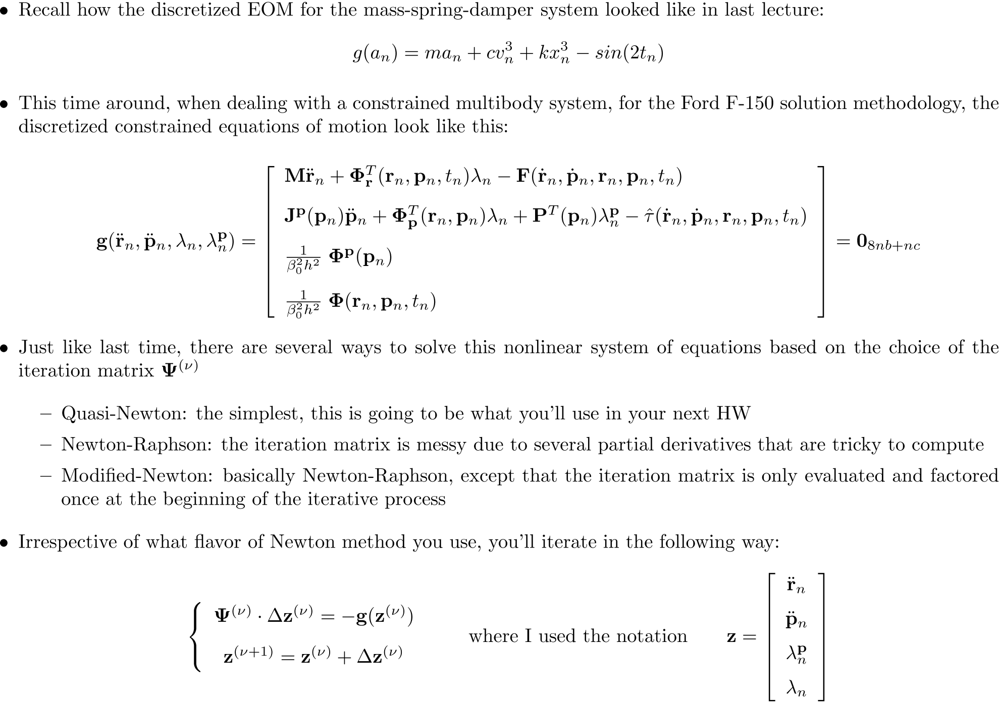 • Recall how the discretized EOM for the mass-spring-damper system looked like in last lecture:
g(aₙ) = maₙ + cvₙ³ + kxₙ³ − sin(2tₙ)
• This time around, when dealing with a constrained multibody system, for the Ford F-150 solution methodology, the
discretized constrained equations of motion look like this:
$\mathbf{g}(\ddot{\mathbf{r}}_n, \ddot{\mathbf{p}}_n, \lambda_n, \lambda_n^{\mathbf{p}}) = \begin{bmatrix} \mathbf{M}\ddot{\mathbf{r}}_n + \mathbf{\Phi}_{\mathbf{r}}^T(\mathbf{r}_n, \mathbf{p}_n, t_n)\lambda_n - \mathbf{F}(\dot{\mathbf{r}}_n, \dot{\mathbf{p}}_n, \mathbf{r}_n, \mathbf{p}_n, t_n) \\ \mathbf{J}^{\mathbf{p}}(\mathbf{p}_n)\ddot{\mathbf{p}}_n + \mathbf{\Phi}_{\mathbf{p}}^T(\mathbf{r}_n, \mathbf{p}_n)\lambda_n + \mathbf{P}^T(\mathbf{p}_n)\lambda_n^{\mathbf{p}} - \hat{\tau}(\dot{\mathbf{r}}_n, \dot{\mathbf{p}}_n, \mathbf{r}_n, \mathbf{p}_n, t_n) \\ \frac{1}{\beta_0^2 h^2} \mathbf{\Phi}^{\mathbf{p}}(\mathbf{p}_n) \\ \frac{1}{\beta_0^2 h^2} \mathbf{\Phi}(\mathbf{r}_n, \mathbf{p}_n, t_n) \end{bmatrix} = \mathbf{0}_{8nb+nc}$
• Just like last time, there are several ways to solve this nonlinear system of equations based on the choice of the
iteration matrix $\mathbf{\Psi}^{(\nu)}$
– Quasi-Newton: the simplest, this is going to be what you'll use in your next HW
– Newton-Raphson: the iteration matrix is messy due to several partial derivatives that are tricky to compute
– Modified-Newton: basically Newton-Raphson, except that the iteration matrix is only evaluated and factored
once at the beginning of the iterative process
• Irrespective of what flavor of Newton method you use, you'll iterate in the following way:
$\begin{cases} \mathbf{\Psi}^{(\nu)} \cdot \Delta\mathbf{z}^{(\nu)} = -\mathbf{g}(\mathbf{z}^{(\nu)}) \\ \mathbf{z}^{(\nu+1)} = \mathbf{z}^{(\nu)} + \Delta\mathbf{z}^{(\nu)} \end{cases}$ where I used the notation $\mathbf{z} = \begin{bmatrix} \ddot{\mathbf{r}}_n \\ \ddot{\mathbf{p}}_n \\ \lambda_n^{\mathbf{p}} \\ \lambda_n \end{bmatrix}$